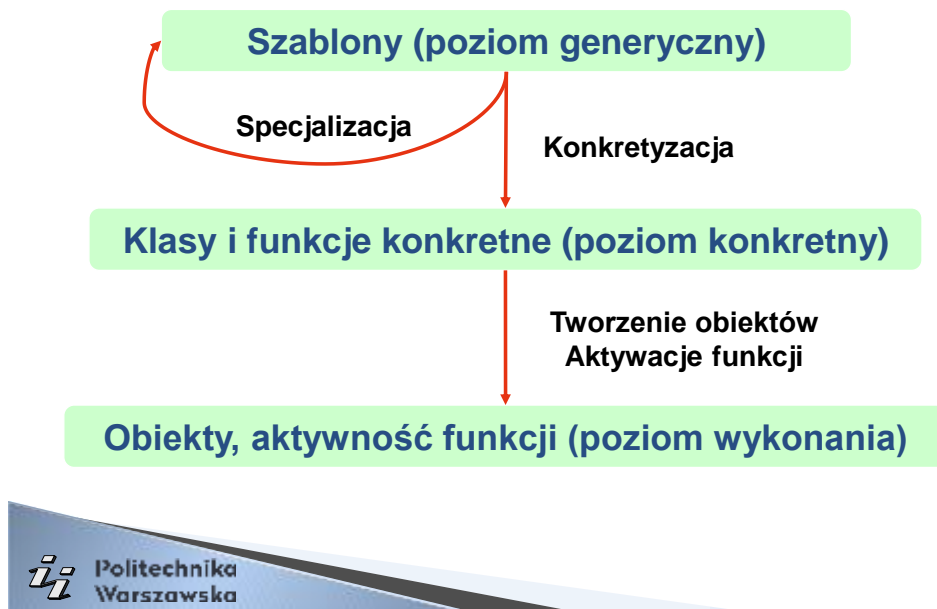 Szablony (poziom generyczny)
Specjalizacja
Konkretyzacja
Klasy i funkcje konkretne (poziom konkretny)
Tworzenie obiektów
Aktywacje funkcji
Obiekty, aktywność funkcji (poziom wykonania)
ii Politechnika
Warszawska